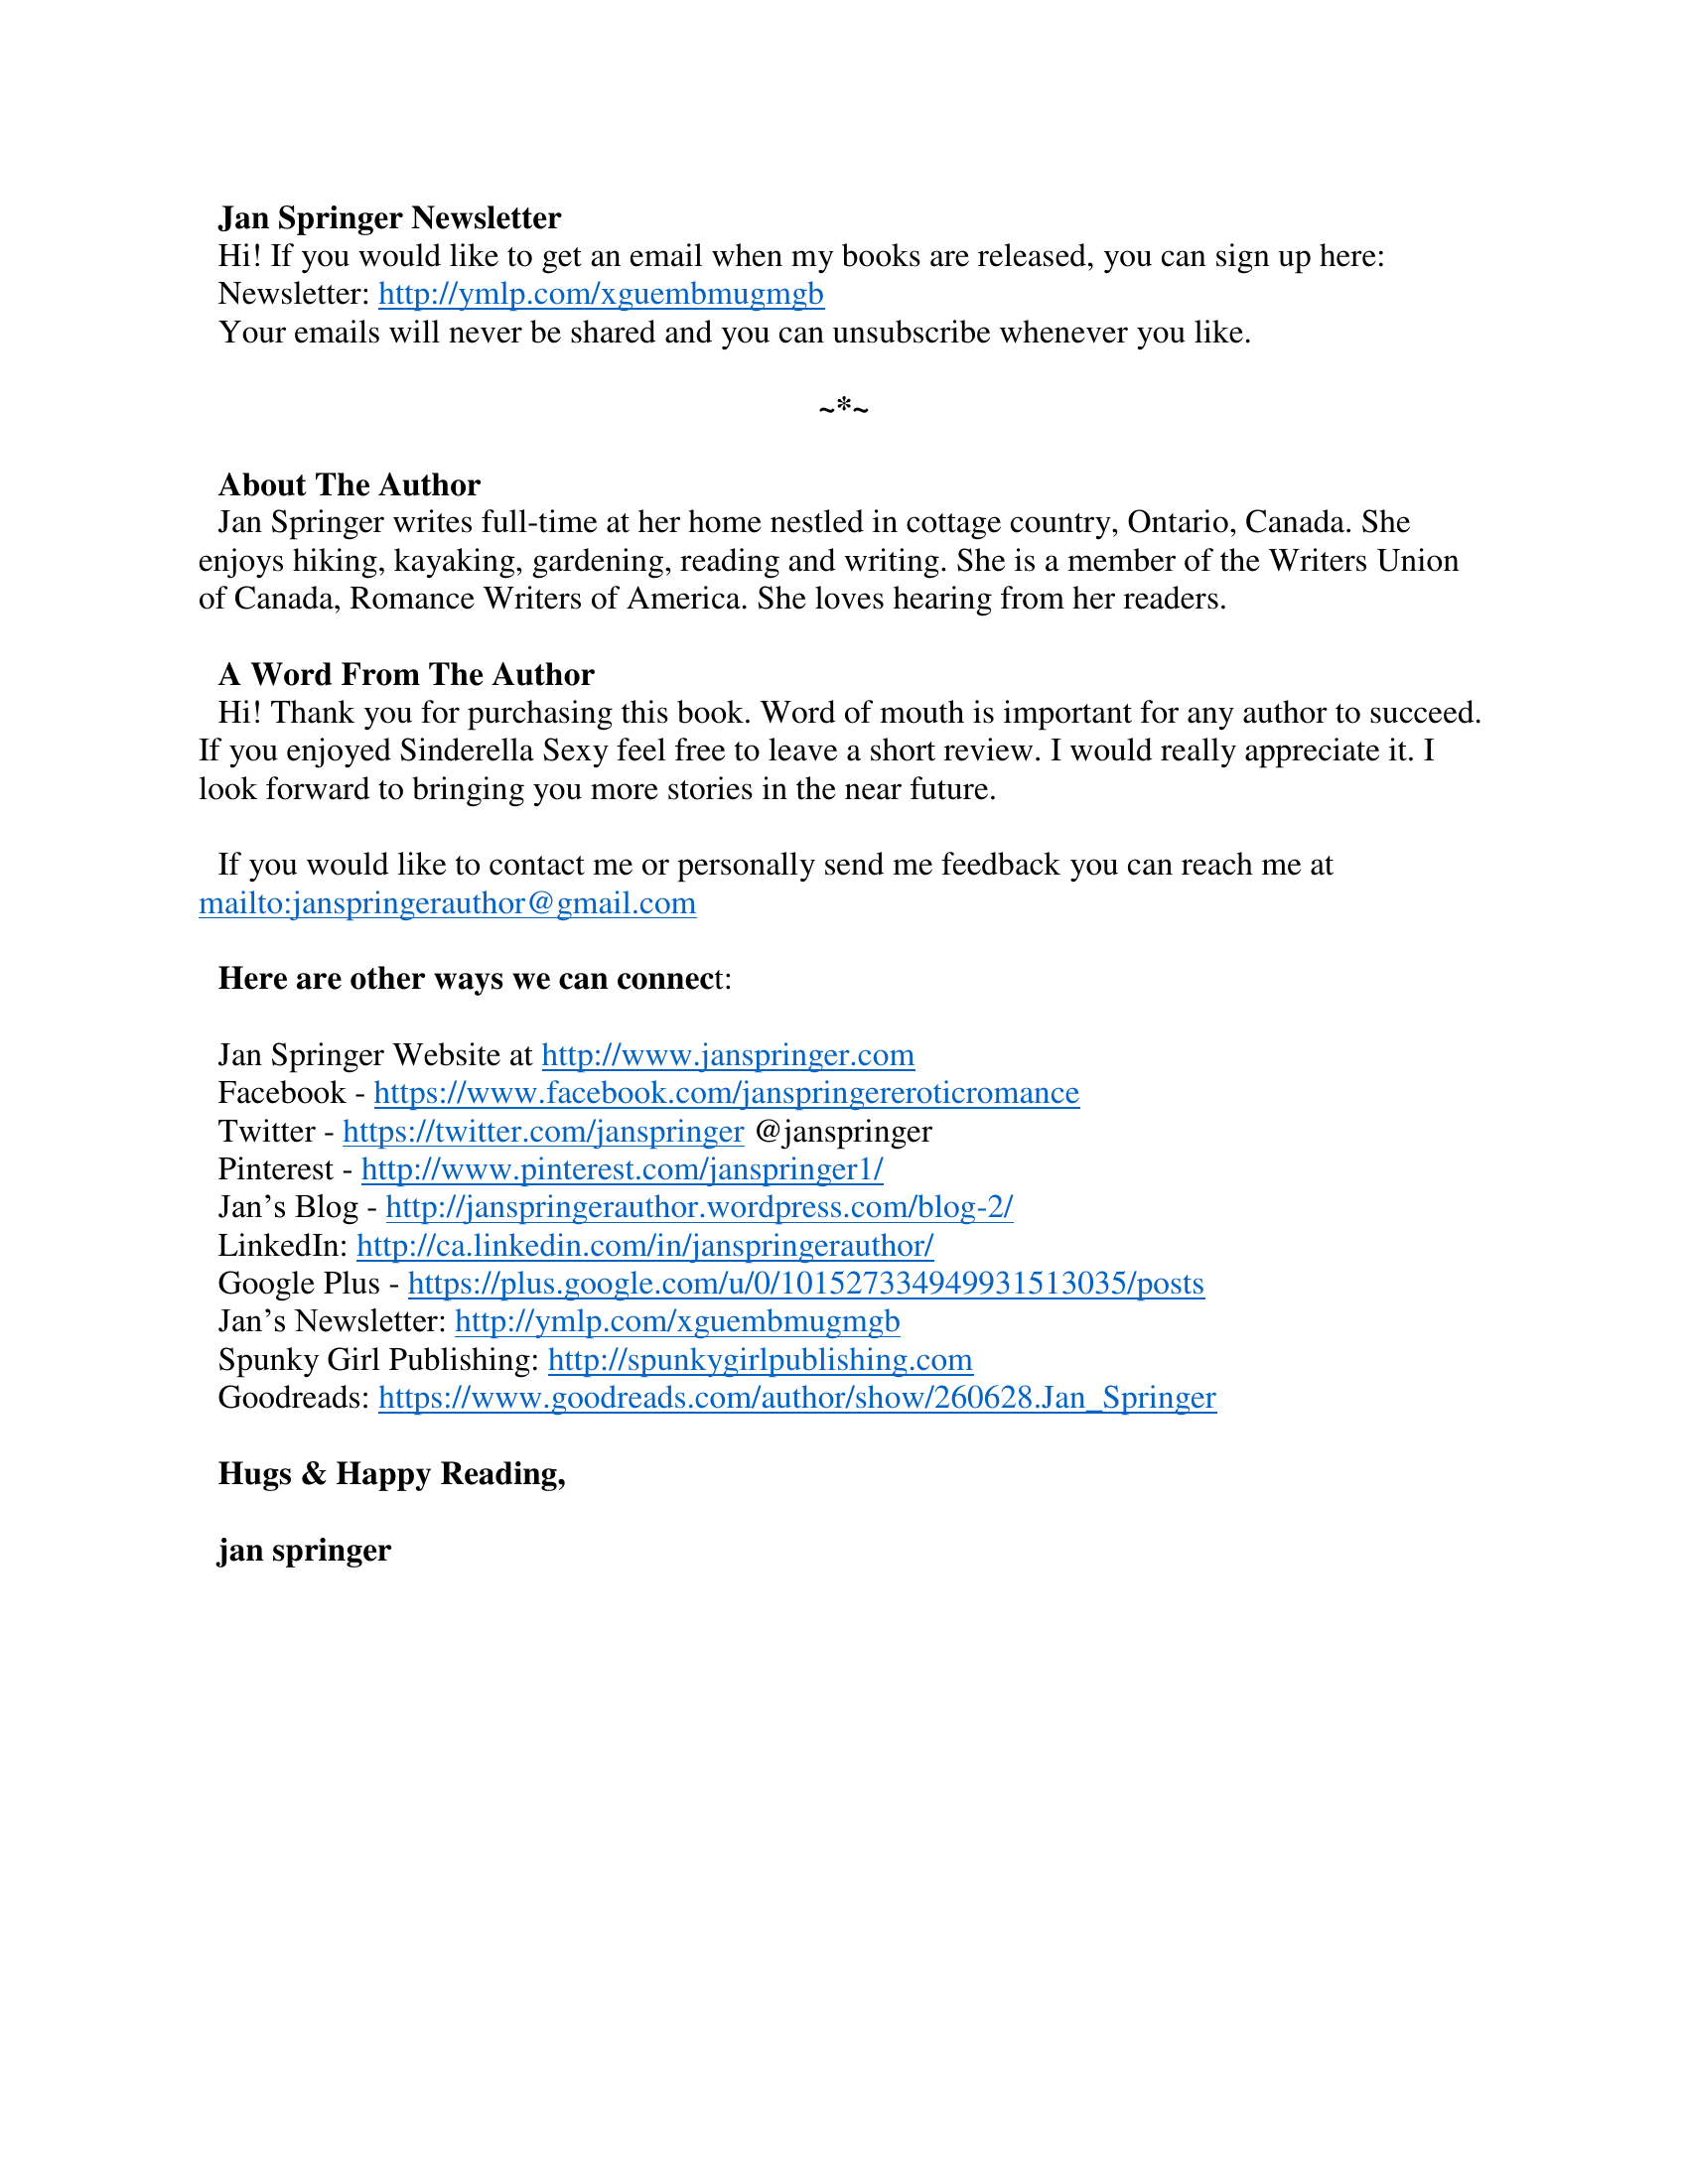 Jan Springer Newsletter
Hi! If you would like to get an email when my books are released, you can sign up here:
Newsletter: http://ymlp.com/xguembmugmgb
Your emails will never be shared and you can unsubscribe whenever you like.
~*~
About The Author
Jan Springer writes full-time at her home nestled in cottage country, Ontario, Canada. She
enjoys hiking, kayaking, gardening, reading and writing. She is a member of the Writers Union
of Canada, Romance Writers of America. She loves hearing from her readers.
A Word From The Author
Hi! Thank you for purchasing this book. Word of mouth is important for any author to succeed.
If you enjoyed Sinderella Sexy feel free to leave a short review. I would really appreciate it. I
look forward to bringing you more stories in the near future.
If you would like to contact me or personally send me feedback you can reach me at
mailto:janspringerauthor@gmail.com
Here are other ways we can connect:
Jan Springer Website at http://www.janspringer.com
Facebook - https://www.facebook.com/janspringereroticromance
Twitter - https://twitter.com/janspringer @janspringer
Pinterest - http://www.pinterest.com/janspringer1/
Jan’s Blog - http://janspringerauthor.wordpress.com/blog-2/
LinkedIn: http://ca.linkedin.com/in/janspringerauthor/
Google Plus - https://plus.google.com/u/0/101527334949931513035/posts
Jan’s Newsletter: http://ymlp.com/xguembmugmgb
Spunky Girl Publishing: http://spunkygirlpublishing.com
Goodreads: https://www.goodreads.com/author/show/260628.Jan_Springer
Hugs & Happy Reading,
jan springer